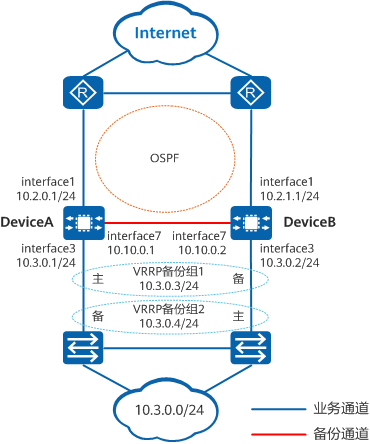 Internet
R
R
OSPF
interface1
10.2.0.1/24
interface1
10.2.1.1/24
DeviceA
DeviceB
interface7
10.10.0.1
interface7
10.10.0.2
interface3
10.3.0.1/24
interface3
10.3.0.2/24
主
VRRP备份组1
备
10.3.0.3/24
备
VRRP备份组2
主
10.3.0.4/24
10.3.0.0/24
业务通道
备份通道